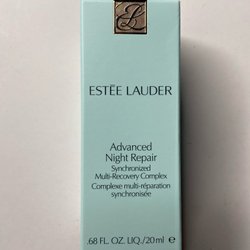 ESTĒE LAUDER
Advanced
Night Repair
Synchronized
Multi-Recovery Complex
Complexe multi-réparation
synchronisée
.68 FL. OZ. LIQ./20 ml ℮